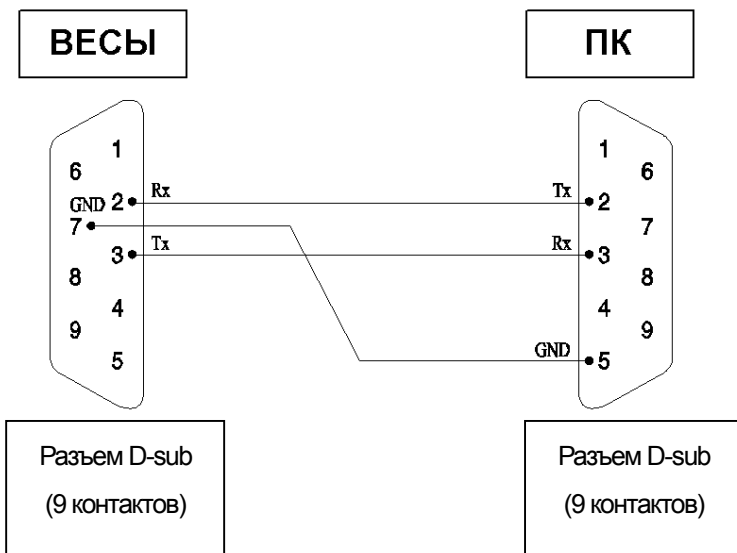 ВЕСЫ
ПК
1
6
2
Rx
GND
7
3
Tx
8
4
9
5
1
6
Tx
2
7
Rx
3
8
4
9
GND
5
Разъем D-sub
(9 контактов)
Разъем D-sub
(9 контактов)